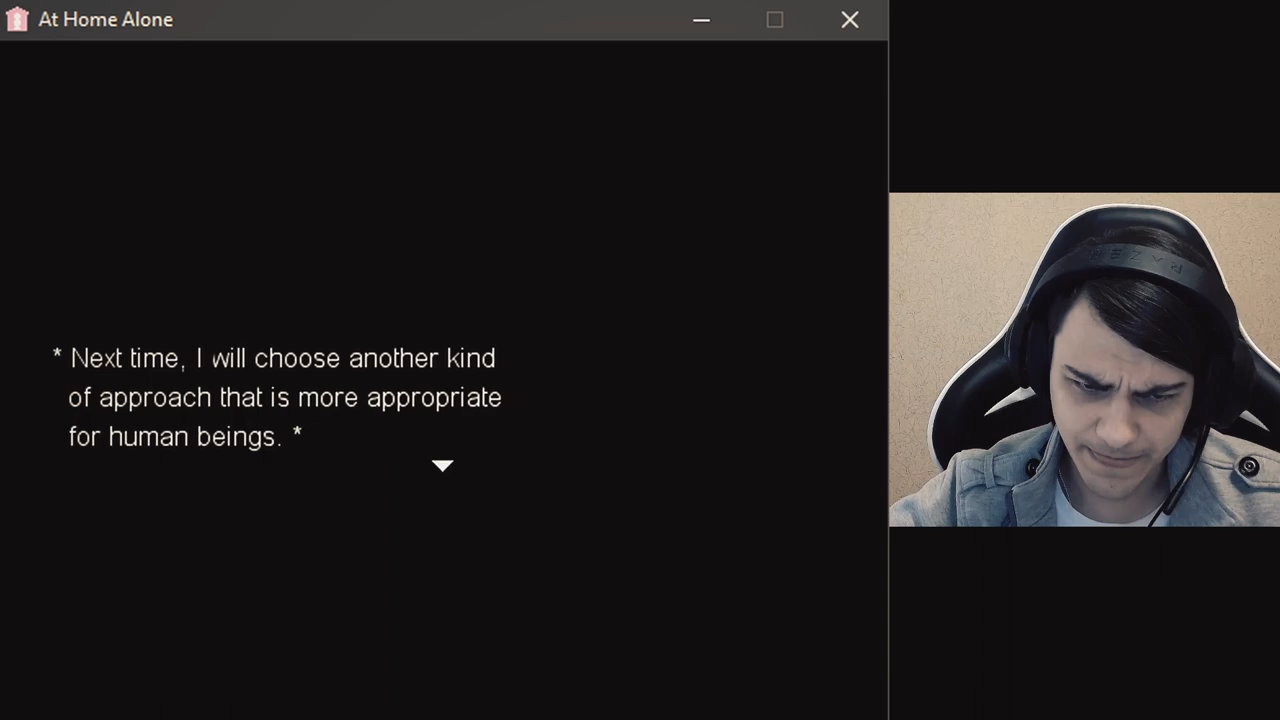 At Home Alone
* Next time, I will choose another kind
of approach that is more appropriate
for human beings. *